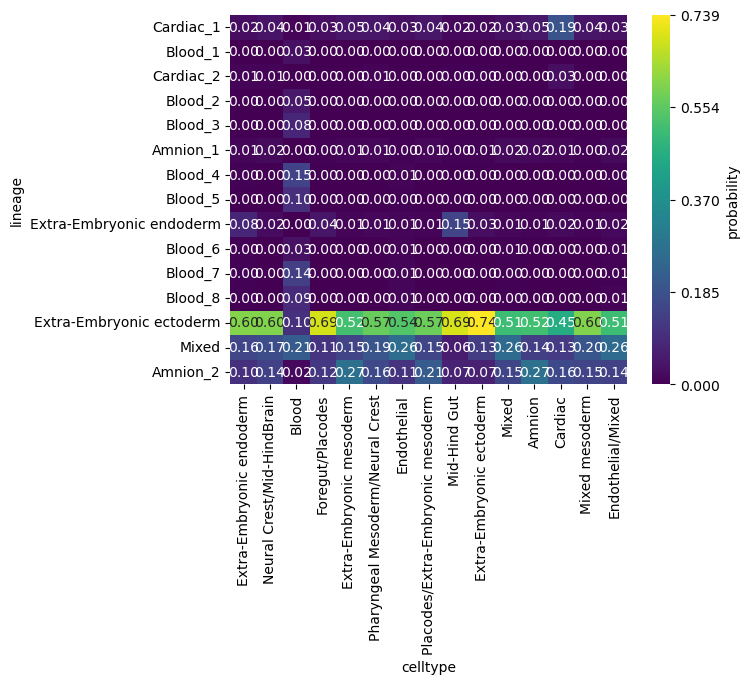 Cardiac_1 0.02 0.04 0.01 0.03 0.05 0.04 0.03 0.04 0.02 0.02 0.03 0.05 0.19 0.04 0.03
Blood_1 0.00 0.00 0.03 0.00 0.00 0.00 0.00 0.00 0.00 0.00 0.00 0.00 0.00 0.00 0.00
Cardiac_2 0.01 0.01 0.00 0.00 0.00 0.01 0.00 0.00 0.00 0.00 0.00 0.00 0.03 0.00 0.00
Blood_2 0.00 0.00 0.05 0.00 0.00 0.00 0.00 0.00 0.00 0.00 0.00 0.00 0.00 0.00 0.00
Blood_3 0.00 0.00 0.08 0.00 0.00 0.00 0.00 0.00 0.00 0.00 0.00 0.00 0.00 0.00 0.00
Amnion_1 0.01 0.02 0.00 0.00 0.01 0.01 0.00 0.01 0.00 0.01 0.02 0.02 0.01 0.00 0.02
Blood_4 0.00 0.00 0.15 0.00 0.00 0.00 0.01 0.00 0.00 0.00 0.00 0.00 0.00 0.00 0.00
Blood_5 0.00 0.00 0.10 0.00 0.00 0.00 0.00 0.00 0.00 0.00 0.00 0.00 0.00 0.00 0.00
Extra-Embryonic endoderm 0.08 0.02 0.00 0.04 0.01 0.01 0.01 0.01 0.15 0.03 0.01 0.01 0.02 0.01 0.02
Blood_6 0.00 0.00 0.03 0.00 0.00 0.00 0.01 0.00 0.00 0.00 0.01 0.00 0.00 0.00 0.01
Blood_7 0.00 0.00 0.14 0.00 0.00 0.00 0.01 0.00 0.00 0.00 0.00 0.00 0.00 0.00 0.01
Blood_8 0.00 0.00 0.09 0.00 0.00 0.00 0.01 0.00 0.00 0.00 0.00 0.00 0.00 0.00 0.01
Extra-Embryonic ectoderm 0.60 0.60 0.10 0.69 0.52 0.57 0.54 0.57 0.69 0.74 0.51 0.52 0.45 0.60 0.51
Mixed 0.16 0.17 0.21 0.11 0.15 0.19 0.26 0.15 0.06 0.13 0.26 0.14 0.13 0.20 0.26
Amnion_2 0.10 0.14 0.02 0.12 0.27 0.16 0.11 0.21 0.07 0.07 0.15 0.27 0.16 0.15 0.14
lineage
Extra-Embryonic endoderm
Neural Crest/Mid-HindBrain
Blood
Foregut/Placodes
Extra-Embryonic mesoderm
Pharyngeal Mesoderm/Neural Crest
Endothelial
Placodes/Extra-Embryonic mesoderm
Mid-Hind Gut
Extra-Embryonic ectoderm
Mixed
Amnion
Cardiac
Mixed mesoderm
Endothelial/Mixed
celltype
0.739
0.554
0.370
0.185
0.000
probability